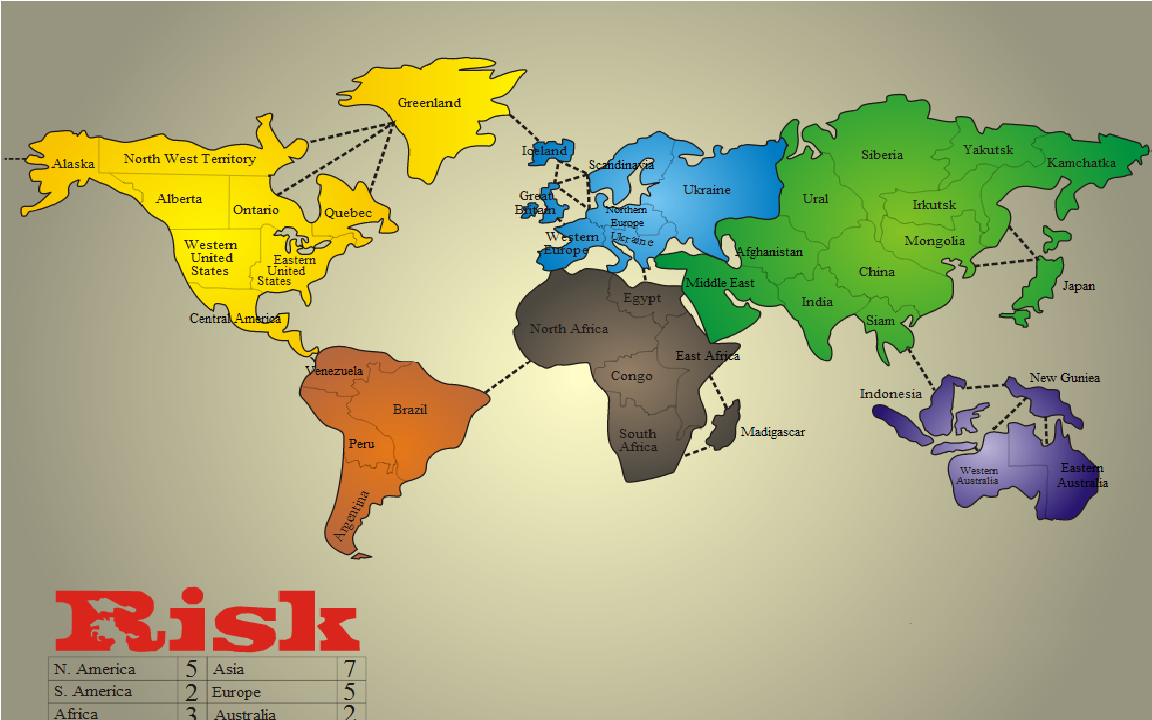 Greenland
Alaska
North West Territory
Iceland
Scandinavia
Siberia
Yakutsk
Kamchatka
Alberta
Ontario
Quebec
Great
Britain
Ukraine
Ural
Irkutsk
Northern
Europe
Western
United
States
Eastern
United
States
Western
Europe
Ukraine
Afghanistan
Mongolia
China
Middle East
India
Japan
Central America
Egypt
North Africa
Siam
East Africa
Venezuela
Congo
Indonesia
New Guniea
Brazil
Peru
South
Africa
Madigascar
Western
Australia
Eastern
Australia
Argentina
Risk
N. America 5 Asia 7
S. America 2 Europe 5
Africa 3 Australia 2